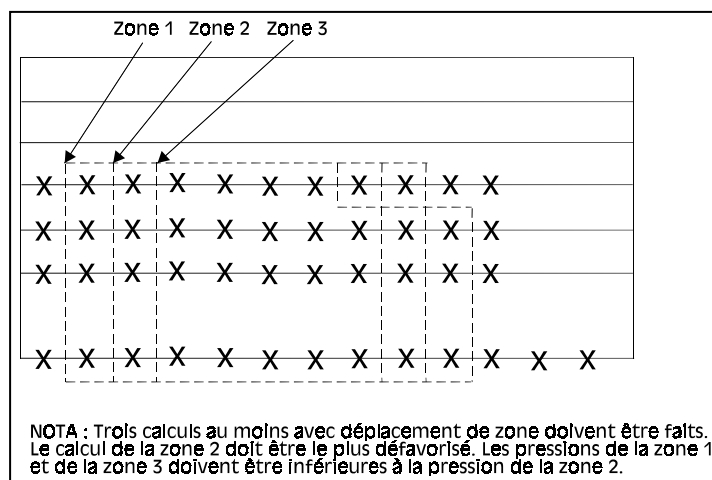 Zone 1 Zone 2 Zone 3
X X X X X X X X X X X
X X X X X X X X X X X
X X X X X X X X X X X
X X X X X X X X X X X X X
NOTA : Trois calculs au moins avec déplacement de zone doivent être faits.
Le calcul de la zone 2 doit être le plus défavorisé. Les pressions de la zone 1
et de la zone 3 doivent être inférieures à la pression de la zone 2.